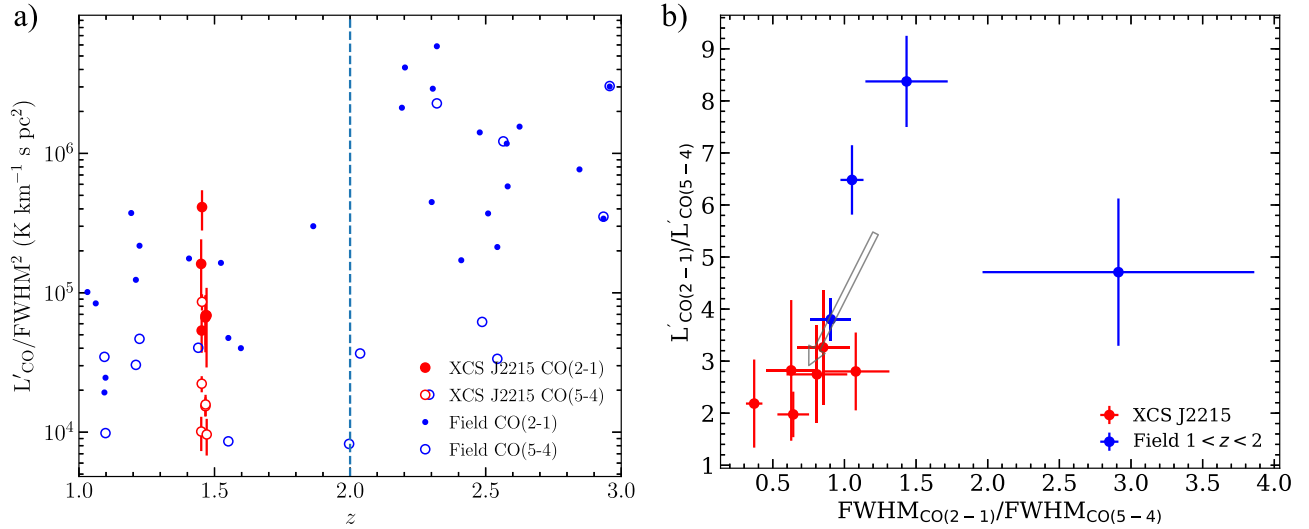 a)
L′CO/FWHM² (K km⁻¹ s pc²)
10⁶
10⁵
10⁴
XCS J2215 CO(2-1)
XCS J2215 CO(5-4)
Field CO(2-1)
Field CO(5-4)
1.0 1.5 2.0 2.5 3.0
z
b)
L′CO(2−1)/L′CO(5−4)
9
8
7
6
5
4
3
2
1
XCS J2215
Field 1 < z < 2
0.5 1.0 1.5 2.0 2.5 3.0 3.5 4.0
FWHMCO(2−1)/FWHMCO(5−4)